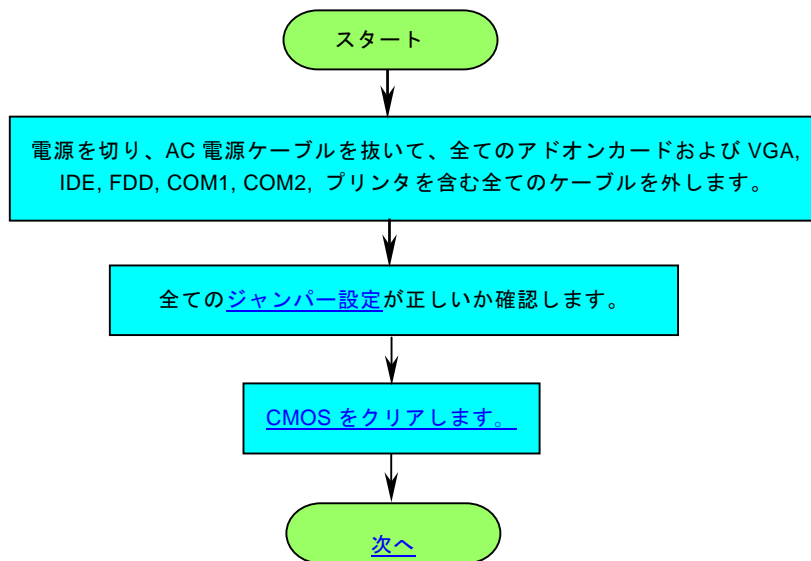 スタート
電源を切り、AC 電源ケーブルを抜いて、全てのアドオンカードおよび VGA,
IDE, FDD, COM1, COM2, プリンタを含む全てのケーブルを外します。
全てのジャンパー設定が正しいか確認します。
CMOS をクリアします。
次へ